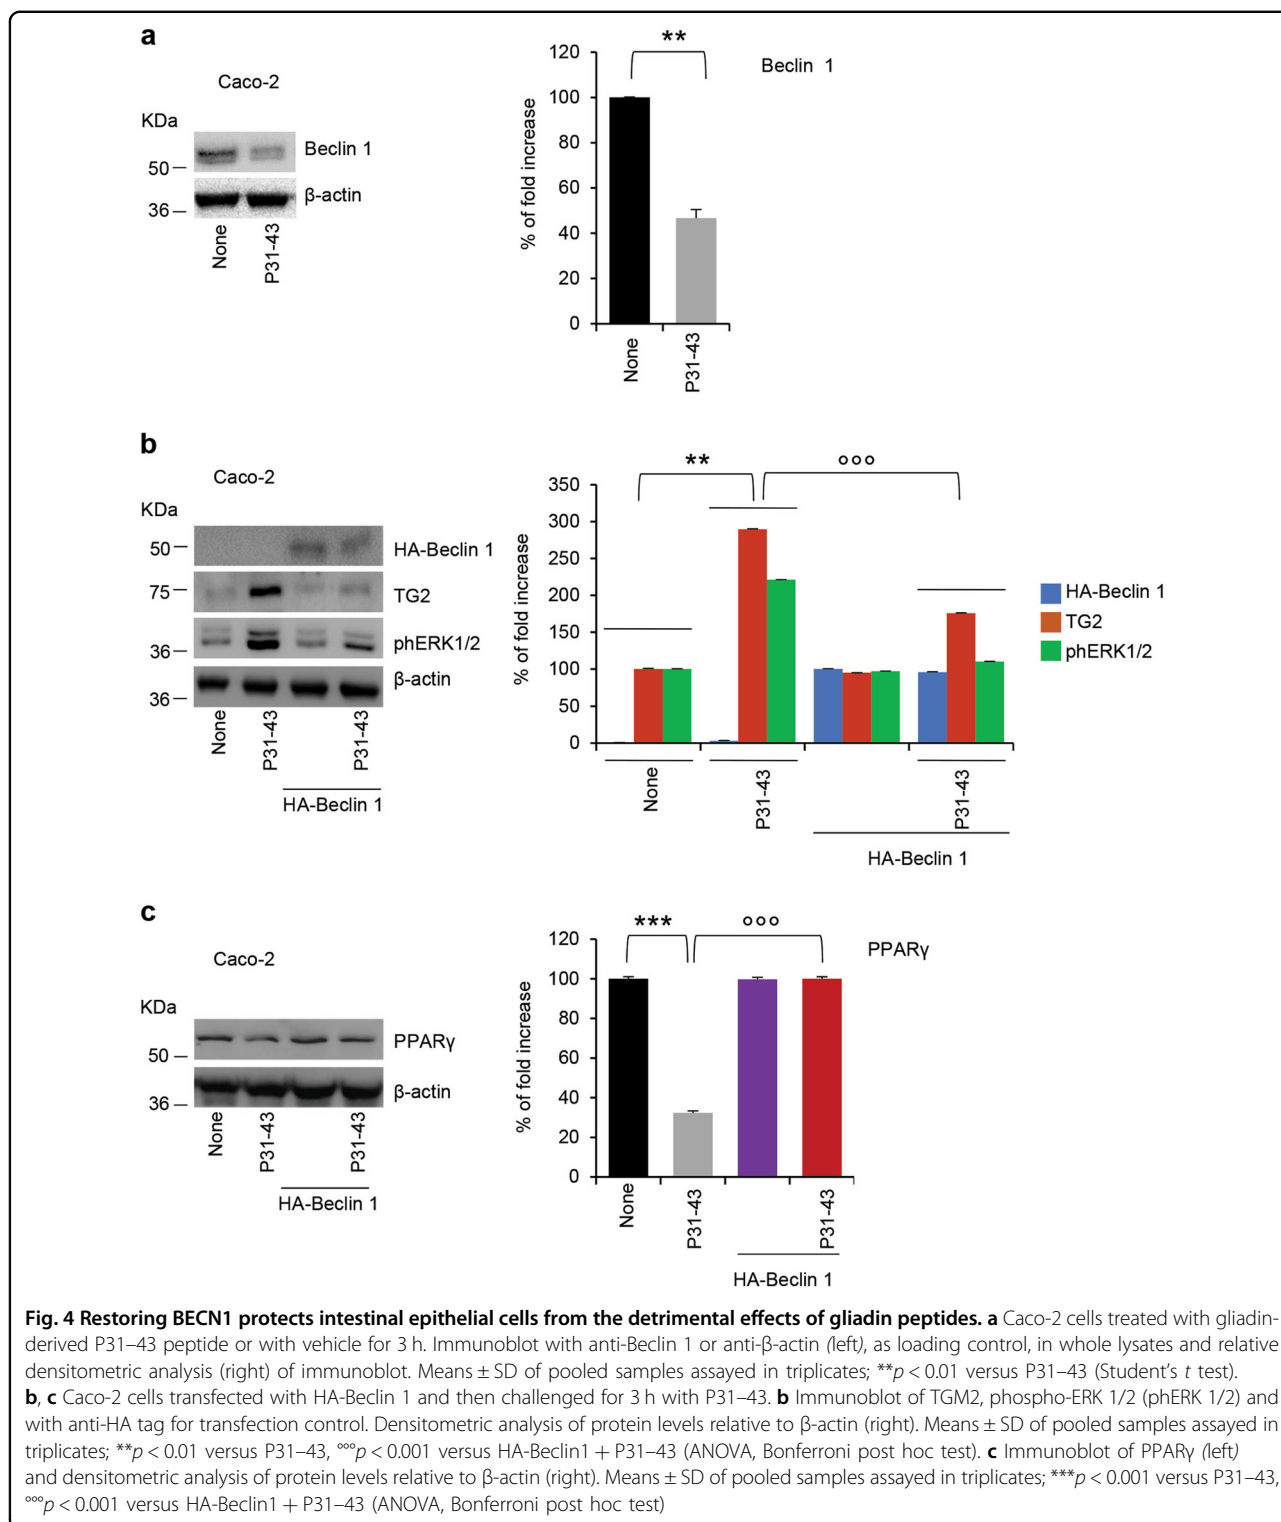 a
Caco-2
KDa
Beclin 1
50
β-actin
36
None
P31-43
**
Beclin 1
% of fold increase
120
100
80
60
40
20
0
None
P31-43
b
Caco-2
KDa
50
HA-Beclin 1
75
TG2
36
phERK1/2
β-actin
36
None
P31-43
P31-43
HA-Beclin 1
**
°°°
% of fold increase
350
300
250
200
150
100
50
0
HA-Beclin 1
TG2
phERK1/2
None
P31-43
P31-43
HA-Beclin 1
c
Caco-2
KDa
PPARγ
50
β-actin
36
None
P31-43
P31-43
HA-Beclin 1
***
°°°
PPARγ
% of fold increase
120
100
80
60
40
20
0
None
P31-43
P31-43
HA-Beclin 1
Fig. 4 Restoring BECN1 protects intestinal epithelial cells from the detrimental effects of gliadin peptides. a Caco-2 cells treated with gliadin-
derived P31–43 peptide or with vehicle for 3 h. Immunoblot with anti-Beclin 1 or anti-β-actin (left), as loading control, in whole lysates and relative
densitometric analysis (right) of immunoblot. Means ± SD of pooled samples assayed in triplicates; **p < 0.01 versus P31–43 (Student's t test).
b, c Caco-2 cells transfected with HA-Beclin 1 and then challenged for 3 h with P31–43. b Immunoblot of TGM2, phospho-ERK 1/2 (phERK 1/2) and
with anti-HA tag for transfection control. Densitometric analysis of protein levels relative to β-actin (right). Means ± SD of pooled samples assayed in
triplicates; **p < 0.01 versus P31–43, °°°p < 0.001 versus HA-Beclin1 + P31–43 (ANOVA, Bonferroni post hoc test). c Immunoblot of PPARγ (left)
and densitometric analysis of protein levels relative to β-actin (right). Means ± SD of pooled samples assayed in triplicates; ***p < 0.001 versus P31–43,
°°°p < 0.001 versus HA-Beclin1 + P31–43 (ANOVA, Bonferroni post hoc test)